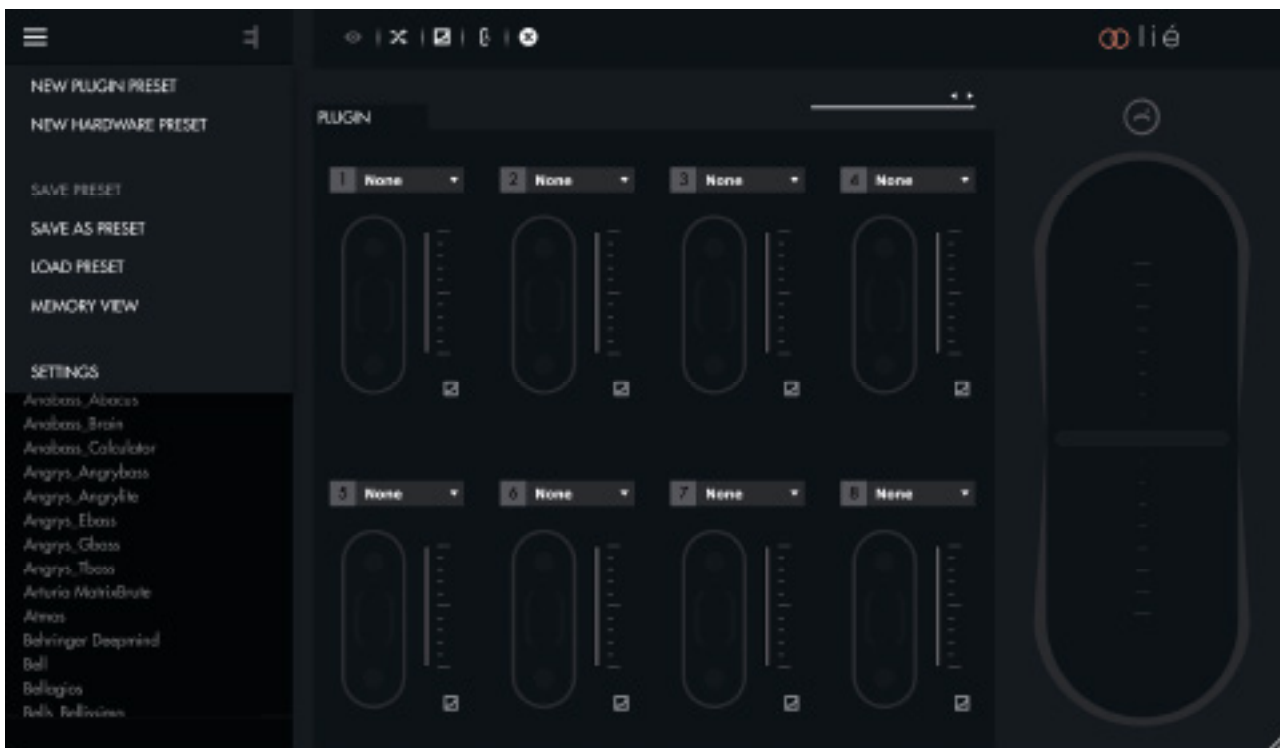 lié
NEW PLUGIN PRESET
NEW HARDWARE PRESET
SAVE PRESET
SAVE AS PRESET
LOAD PRESET
MEMORY VIEW
SETTINGS
Anabass_Abacus
Anabass_Brain
Anabass_Calculator
Angrys_Angrybass
Angrys_Angrylite
Angrys_Ebass
Angrys_Gbass
Angrys_Tbass
Arturia MatrixBrute
Atmos
Behringer Deepmind
Bell
Bellagios
Bells_Bellissimo
PLUGIN
1 None
2 None
3 None
4 None
5 None
6 None
7 None
8 None